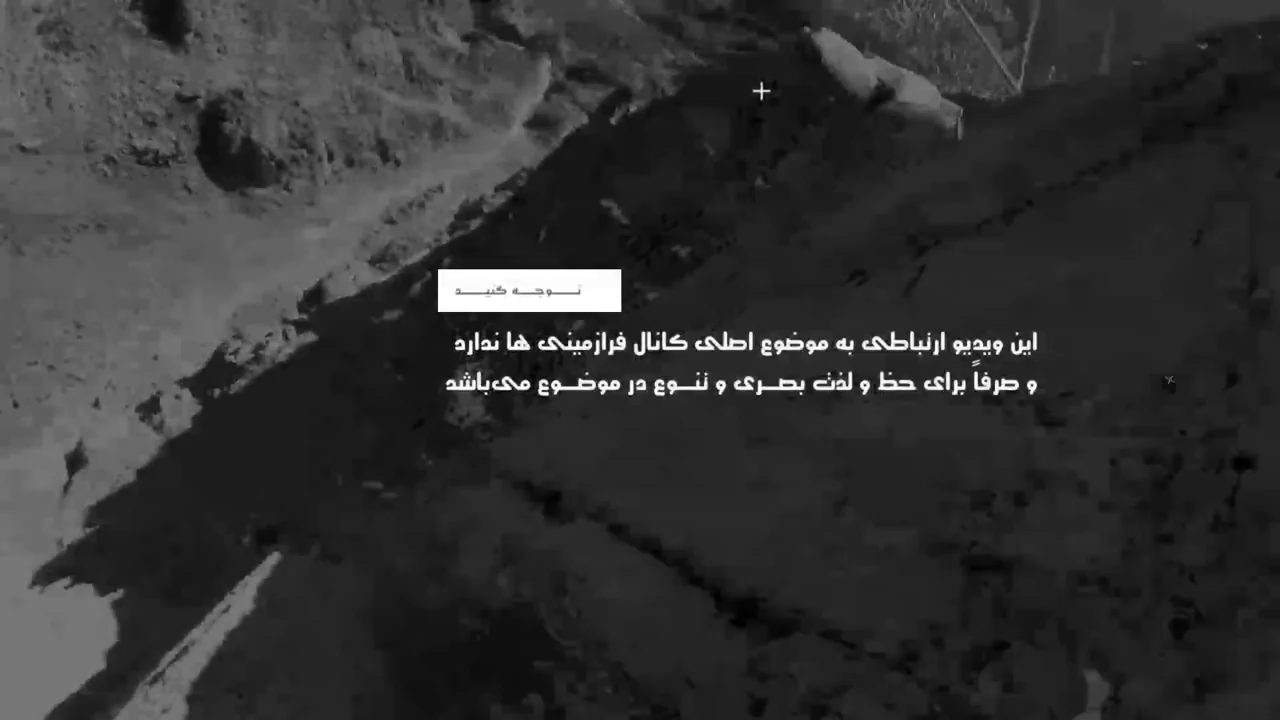 توجه کنید
این ویدیو ارتباطی به موضوع اصلی کانال فرازمینی ها ندارد
و صرفاً برای حظ و لذت بصری و تنوع در موضوع می‌باشد